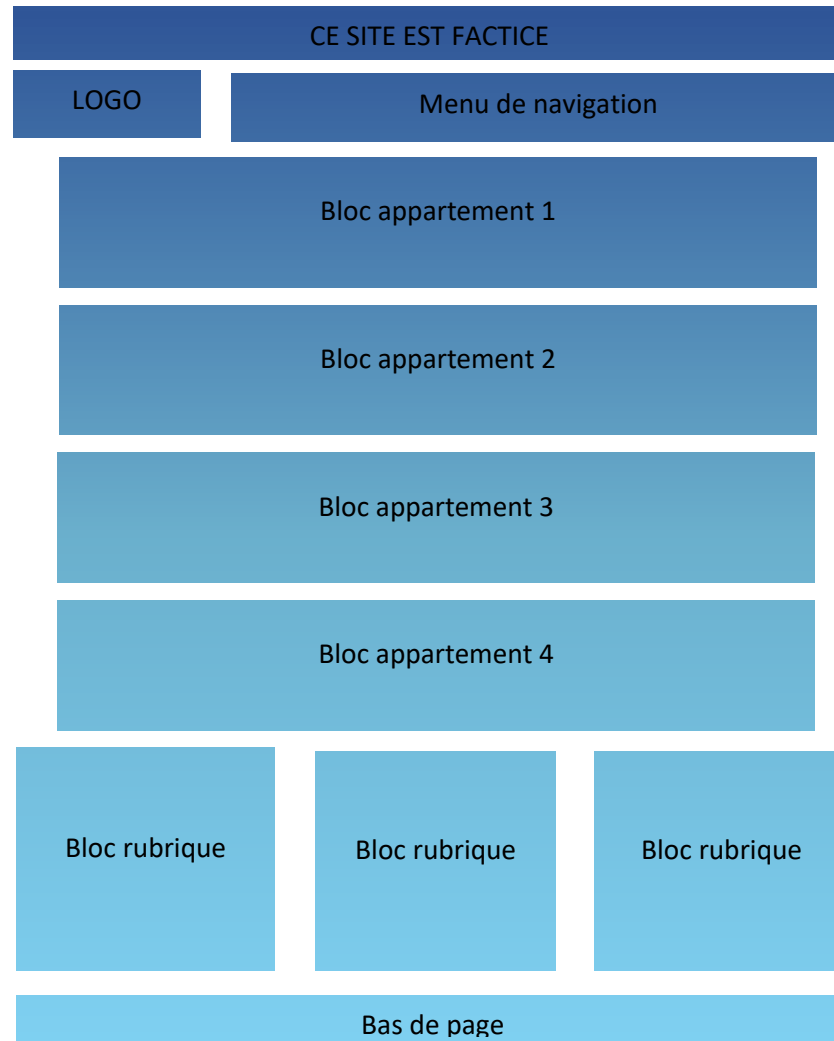 CE SITE EST FACTICE
LOGO
Menu de navigation
Bloc appartement 1
Bloc appartement 2
Bloc appartement 3
Bloc appartement 4
Bloc rubrique
Bloc rubrique
Bloc rubrique
Bas de page